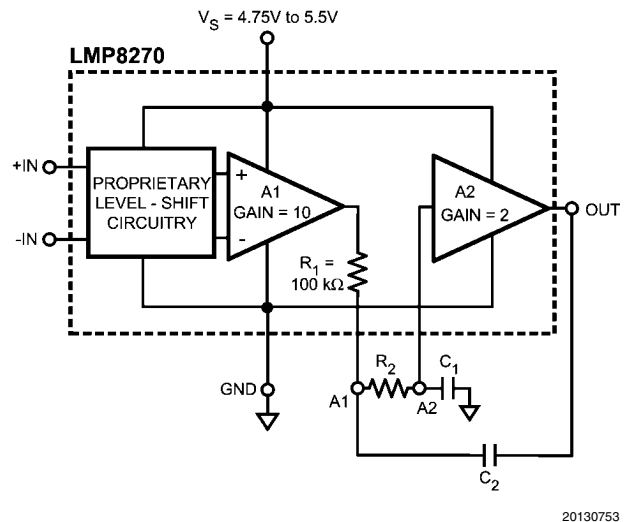 V_S = 4.75V to 5.5V
LMP8270
+IN
-IN
PROPRIETARY
LEVEL - SHIFT
CIRCUITRY
+
-
A1
GAIN = 10
A2
GAIN = 2
OUT
R_1 =
100 kΩ
R_2
C_1
GND
A1
A2
C_2
20130753